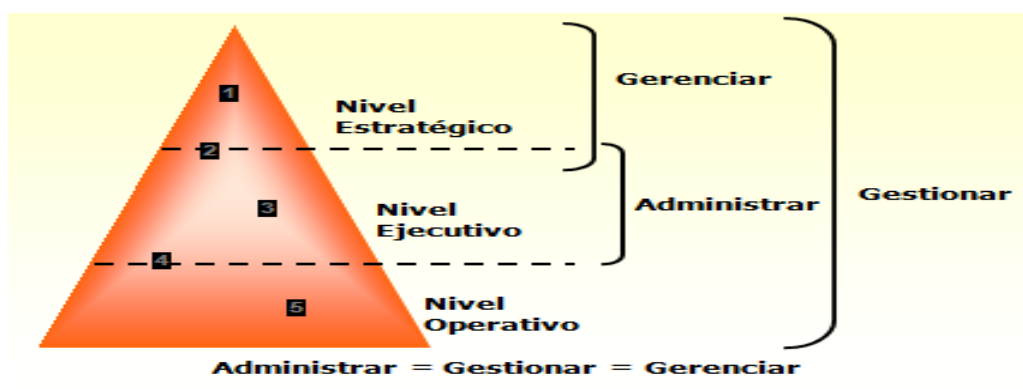 1
Gerenciar
Nivel
Estratégico
2
Gestionar
3
Nivel
Ejecutivo
Administrar
4
5
Nivel
Operativo
Administrar = Gestionar = Gerenciar